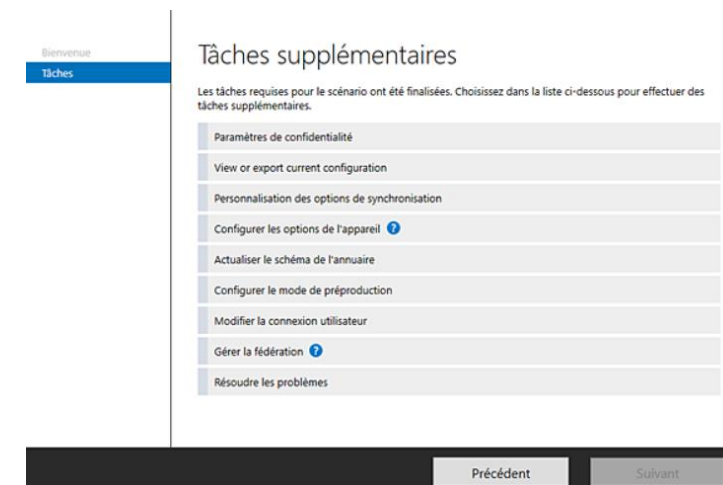 Bienvenue
Tâches
Tâches supplémentaires
Les tâches requises pour le scénario ont été finalisées. Choisissez dans la liste ci-dessous pour effectuer des
tâches supplémentaires.
Paramètres de confidentialité
View or export current configuration
Personnalisation des options de synchronisation
Configurer les options de l'appareil ?
Actualiser le schéma de l'annuaire
Configurer le mode de préproduction
Modifier la connexion utilisateur
Gérer la fédération ?
Résoudre les problèmes
Précédent
Suivant